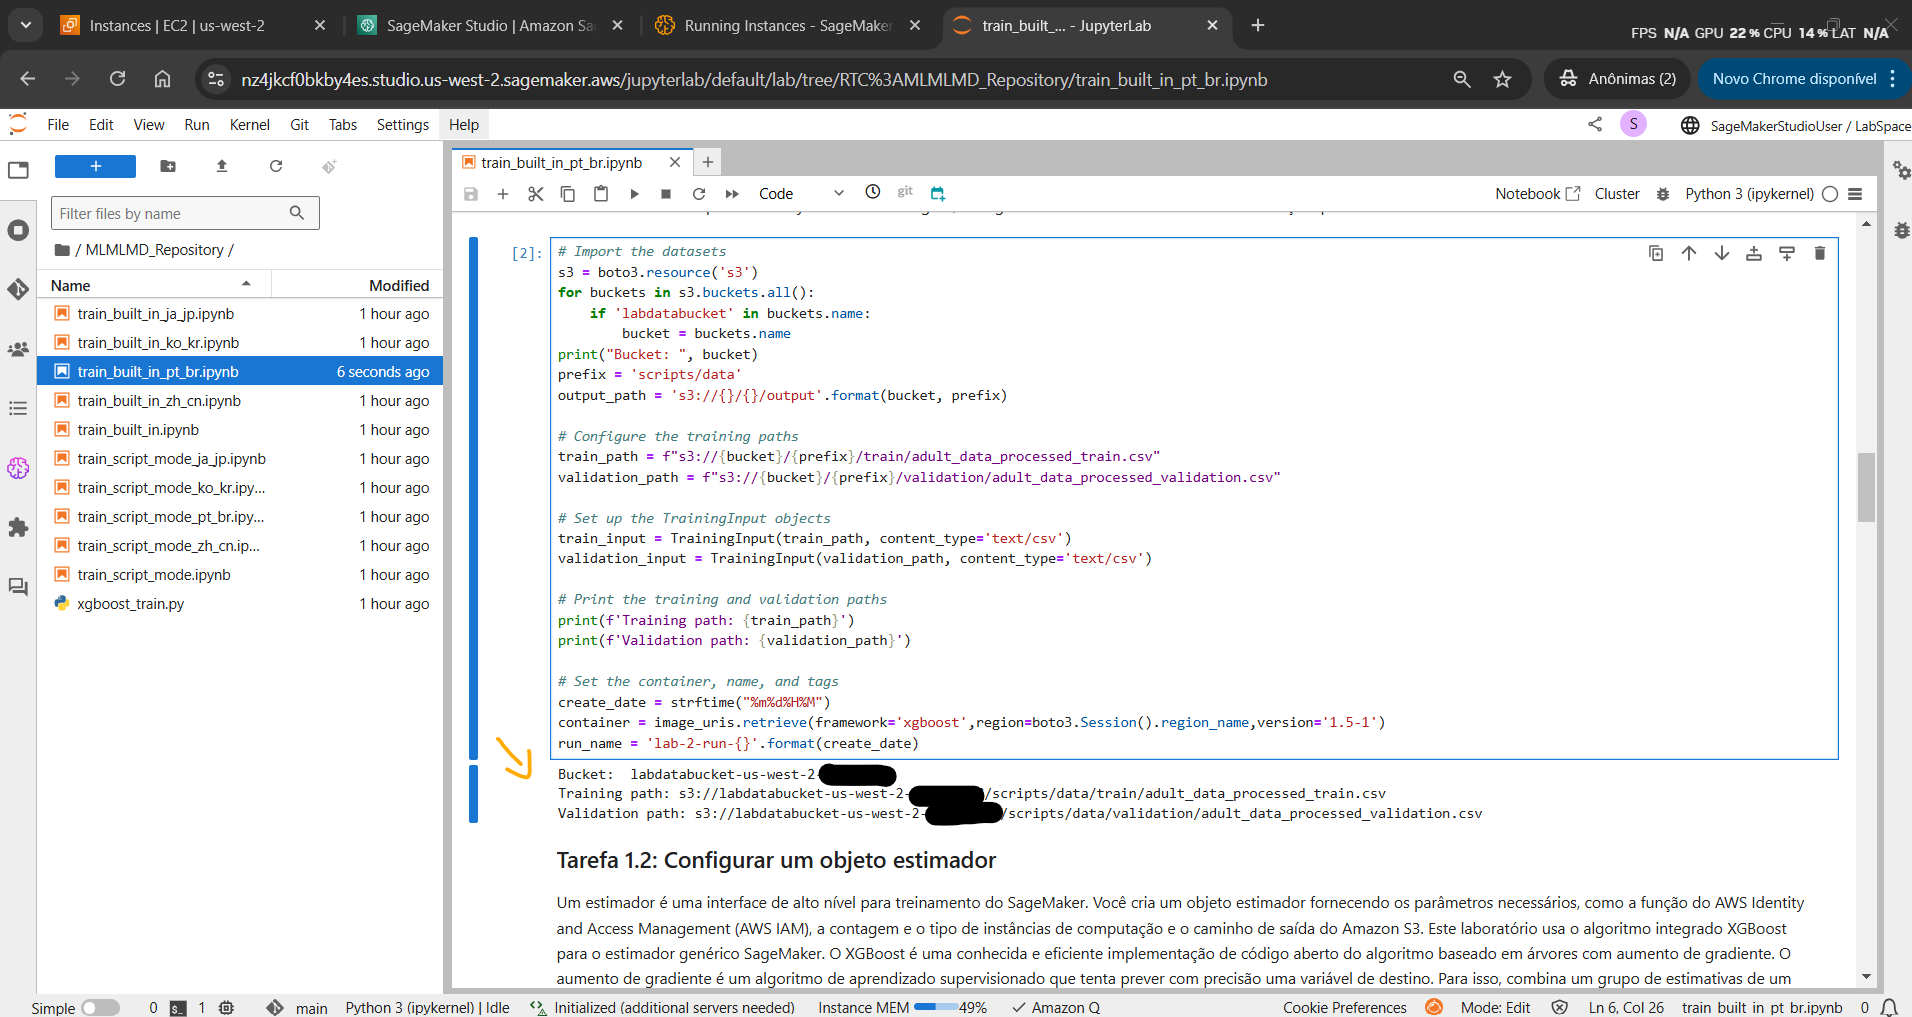 Instances | EC2 | us-west-2
SageMaker Studio | Amazon Sa
Running Instances - SageMaker
train_built_... - JupyterLab
FPS N/A GPU 22 % CPU 14 % LAT N/A
nz4jkcf0bkby4es.studio.us-west-2.sagemaker.aws/jupyterlab/default/lab/tree/RTC%3AMLMLMD_Repository/train_built_in_pt_br.ipynb
Anônimas (2)
Novo Chrome disponível
File Edit View Run Kernel Git Tabs Settings Help
S
SageMakerStudioUser / LabSpace
Filter files by name
/ MLMLMD_Repository /
Name Modified
train_built_in_ja_jp.ipynb 1 hour ago
train_built_in_ko_kr.ipynb 1 hour ago
train_built_in_pt_br.ipynb 6 seconds ago
train_built_in_zh_cn.ipynb 1 hour ago
train_built_in.ipynb 1 hour ago
train_script_mode_ja_jp.ipynb 1 hour ago
train_script_mode_ko_kr.ipy... 1 hour ago
train_script_mode_pt_br.ipy... 1 hour ago
train_script_mode_zh_cn.ip... 1 hour ago
train_script_mode.ipynb 1 hour ago
xgboost_train.py 1 hour ago
train_built_in_pt_br.ipynb
Code
git
Notebook
Cluster
Python 3 (ipykernel)
[2]:
# Import the datasets
s3 = boto3.resource('s3')
for buckets in s3.buckets.all():
    if 'labdatabucket' in buckets.name:
        bucket = buckets.name
print("Bucket: ", bucket)
prefix = 'scripts/data'
output_path = 's3://{}/{}/output'.format(bucket, prefix)
# Configure the training paths
train_path = f"s3://{bucket}/{prefix}/train/adult_data_processed_train.csv"
validation_path = f"s3://{bucket}/{prefix}/validation/adult_data_processed_validation.csv"
# Set up the TrainingInput objects
train_input = TrainingInput(train_path, content_type='text/csv')
validation_input = TrainingInput(validation_path, content_type='text/csv')
# Print the training and validation paths
print(f'Training path: {train_path}')
print(f'Validation path: {validation_path}')
# Set the container, name, and tags
create_date = strftime("%m%d%H%M")
container = image_uris.retrieve(framework='xgboost',region=boto3.Session().region_name,version='1.5-1')
run_name = 'lab-2-run-{}'.format(create_date)
Bucket:  labdatabucket-us-west-2-
Training path: s3://labdatabucket-us-west-2- /scripts/data/train/adult_data_processed_train.csv
Validation path: s3://labdatabucket-us-west-2- /scripts/data/validation/adult_data_processed_validation.csv
Tarefa 1.2: Configurar um objeto estimador
Um estimador é uma interface de alto nível para treinamento do SageMaker. Você cria um objeto estimador fornecendo os parâmetros necessários, como a função do AWS Identity
and Access Management (AWS IAM), a contagem e o tipo de instâncias de computação e o caminho de saída do Amazon S3. Este laboratório usa o algoritmo integrado XGBoost
para o estimador genérico SageMaker. O XGBoost é uma conhecida e eficiente implementação de código aberto do algoritmo baseado em árvores com aumento de gradiente. O
aumento de gradiente é um algoritmo de aprendizado supervisionado que tenta prever com precisão uma variável de destino. Para isso, combina um grupo de estimativas de um
Simple 0 1 main Python 3 (ipykernel) | Idle Initialized (additional servers needed) Instance MEM 49% Amazon Q Cookie Preferences Mode: Edit Ln 6, Col 26 train_built_in_pt_br.ipynb 0